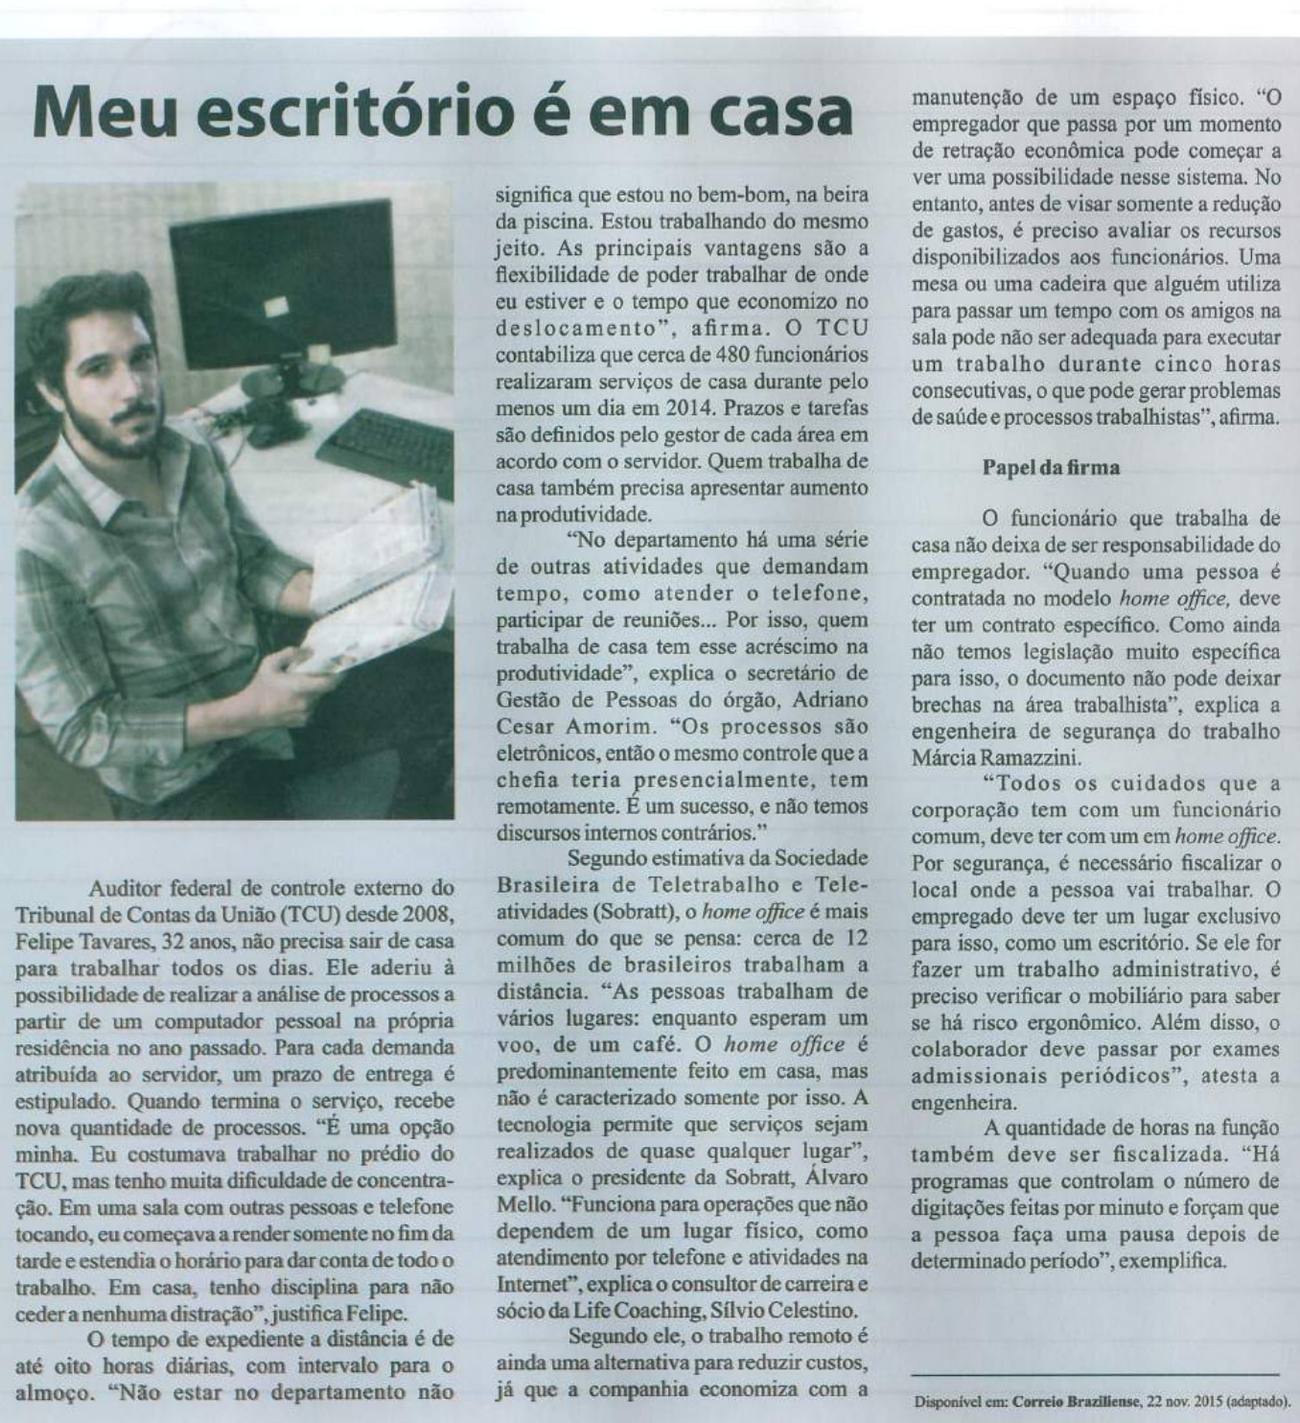 Meu escritório é em casa
Auditor federal de controle externo do
Tribunal de Contas da União (TCU) desde 2008,
Felipe Tavares, 32 anos, não precisa sair de casa
para trabalhar todos os dias. Ele aderiu à
possibilidade de realizar a análise de processos a
partir de um computador pessoal na própria
residência no ano passado. Para cada demanda
atribuída ao servidor, um prazo de entrega é
estipulado. Quando termina o serviço, recebe
nova quantidade de processos. “É uma opção
minha. Eu costumava trabalhar no prédio do
TCU, mas tenho muita dificuldade de concentra-
ção. Em uma sala com outras pessoas e telefone
tocando, eu começava a render somente no fim da
tarde e estendia o horário para dar conta de todo o
trabalho. Em casa, tenho disciplina para não
ceder a nenhuma distração”, justifica Felipe.
O tempo de expediente a distância é de
até oito horas diárias, com intervalo para o
almoço. “Não estar no departamento não
significa que estou no bem-bom, na beira
da piscina. Estou trabalhando do mesmo
jeito. As principais vantagens são a
flexibilidade de poder trabalhar de onde
eu estiver e o tempo que economizo no
deslocamento”, afirma. O TCU
contabiliza que cerca de 480 funcionários
realizaram serviços de casa durante pelo
menos um dia em 2014. Prazos e tarefas
são definidos pelo gestor de cada área em
acordo com o servidor. Quem trabalha de
casa também precisa apresentar aumento
na produtividade.
“No departamento há uma série
de outras atividades que demandam
tempo, como atender o telefone,
participar de reuniões... Por isso, quem
trabalha de casa tem esse acréscimo na
produtividade”, explica o secretário de
Gestão de Pessoas do órgão, Adriano
Cesar Amorim. “Os processos são
eletrônicos, então o mesmo controle que a
chefia teria presencialmente, tem
remotamente. É um sucesso, e não temos
discursos internos contrários.”
Segundo estimativa da Sociedade
Brasileira de Teletrabalho e Tele-
atividades (Sobratt), o home office é mais
comum do que se pensa: cerca de 12
milhões de brasileiros trabalham a
distância. “As pessoas trabalham de
vários lugares: enquanto esperam um
voo, de um café. O home office é
predominantemente feito em casa, mas
não é caracterizado somente por isso. A
tecnologia permite que serviços sejam
realizados de quase qualquer lugar”,
explica o presidente da Sobratt, Álvaro
Mello. “Funciona para operações que não
dependem de um lugar físico, como
atendimento por telefone e atividades na
Internet”, explica o consultor de carreira e
sócio da Life Coaching, Sílvio Celestino.
Segundo ele, o trabalho remoto é
ainda uma alternativa para reduzir custos,
já que a companhia economiza com a
manutenção de um espaço físico. “O
empregador que passa por um momento
de retração econômica pode começar a
ver uma possibilidade nesse sistema. No
entanto, antes de visar somente a redução
de gastos, é preciso avaliar os recursos
disponibilizados aos funcionários. Uma
mesa ou uma cadeira que alguém utiliza
para passar um tempo com os amigos na
sala pode não ser adequada para executar
um trabalho durante cinco horas
consecutivas, o que pode gerar problemas
de saúde e processos trabalhistas”, afirma.
Papel da firma
O funcionário que trabalha de
casa não deixa de ser responsabilidade do
empregador. “Quando uma pessoa é
contratada no modelo home office, deve
ter um contrato específico. Como ainda
não temos legislação muito específica
para isso, o documento não pode deixar
brechas na área trabalhista”, explica a
engenheira de segurança do trabalho
Márcia Ramazzini.
“Todos os cuidados que a
corporação tem com um funcionário
comum, deve ter com um em home office.
Por segurança, é necessário fiscalizar o
local onde a pessoa vai trabalhar. O
empregado deve ter um lugar exclusivo
para isso, como um escritório. Se ele for
fazer um trabalho administrativo, é
preciso verificar o mobiliário para saber
se há risco ergonômico. Além disso, o
colaborador deve passar por exames
admissionais periódicos”, atesta a
engenheira.
A quantidade de horas na função
também deve ser fiscalizada. “Há
programas que controlam o número de
digitações feitas por minuto e forçam que
a pessoa faça uma pausa depois de
determinado período”, exemplifica.
Disponível em: Correio Braziliense, 22 nov. 2015 (adaptado).